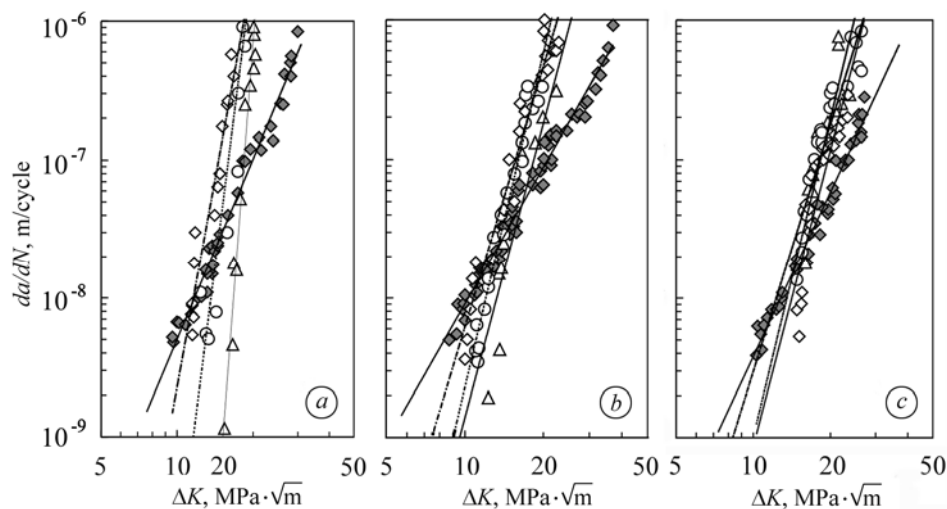 10⁻⁶
10⁻⁷
10⁻⁸
10⁻⁹
da/dN, m/cycle
a
b
c
5 10 20 50
5 10 20 50
5 10 20 50
ΔK, MPa·√m
ΔK, MPa·√m
ΔK, MPa·√m